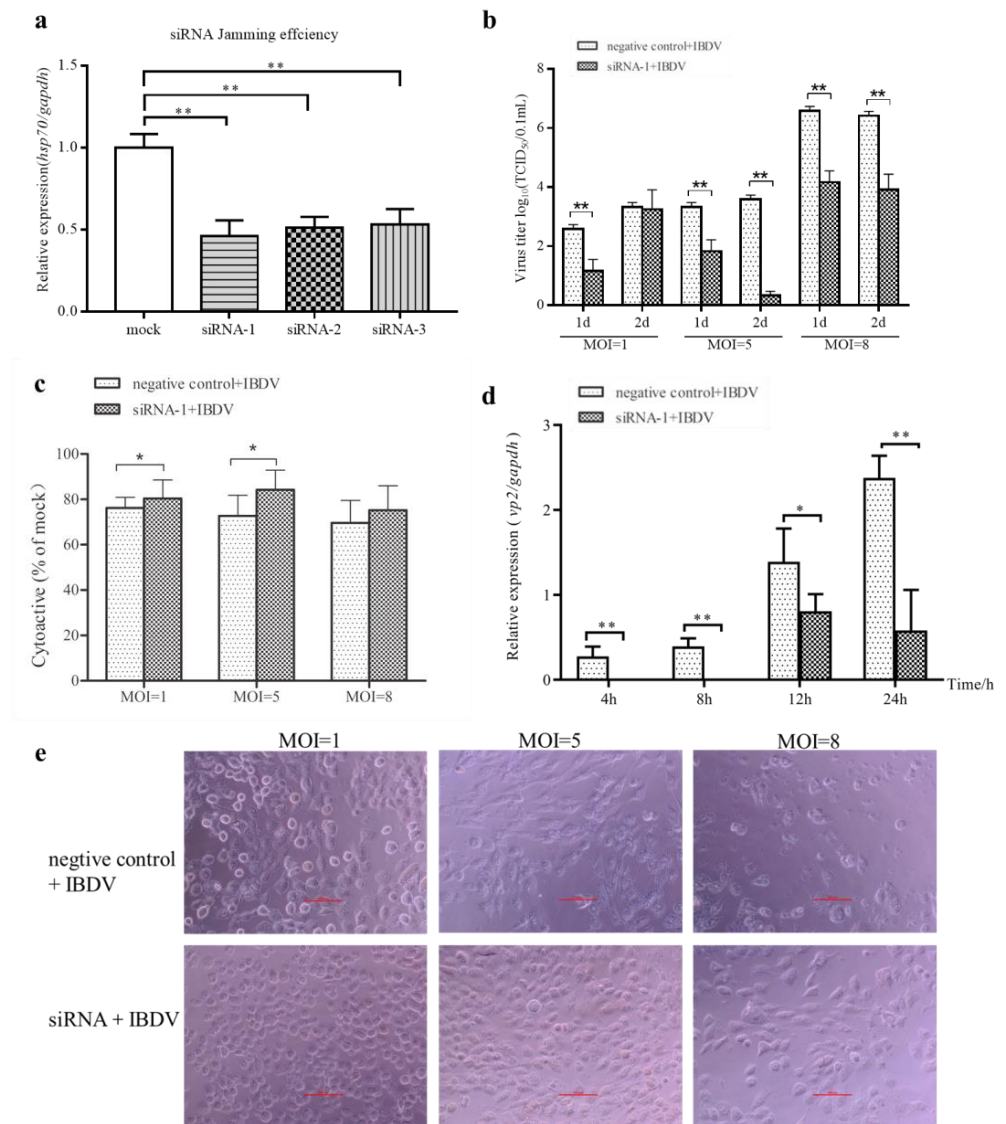 a
siRNA Jamming effciency
Relative expression(hsp70/gapdh)
1.5
1.0
0.5
0.0
**
**
**
mock siRNA-1 siRNA-2 siRNA-3
b
negative control+IBDV
siRNA-1+IBDV
Virus titer log10(TCID50/0.1mL)
8
6
4
2
0
** ** ** ** **
1d 2d 1d 2d 1d 2d
MOI=1 MOI=5 MOI=8
c
negative control+IBDV
siRNA-1+IBDV
Cytoactive (% of mock)
100
80
60
40
20
0
* *
MOI=1 MOI=5 MOI=8
d
negative control+IBDV
siRNA-1+IBDV
Relative expression ( vp2/gapdh)
3
2
1
0
** ** * **
4h 8h 12h 24h Time/h
e
MOI=1 MOI=5 MOI=8
negtive control
+ IBDV
siRNA + IBDV